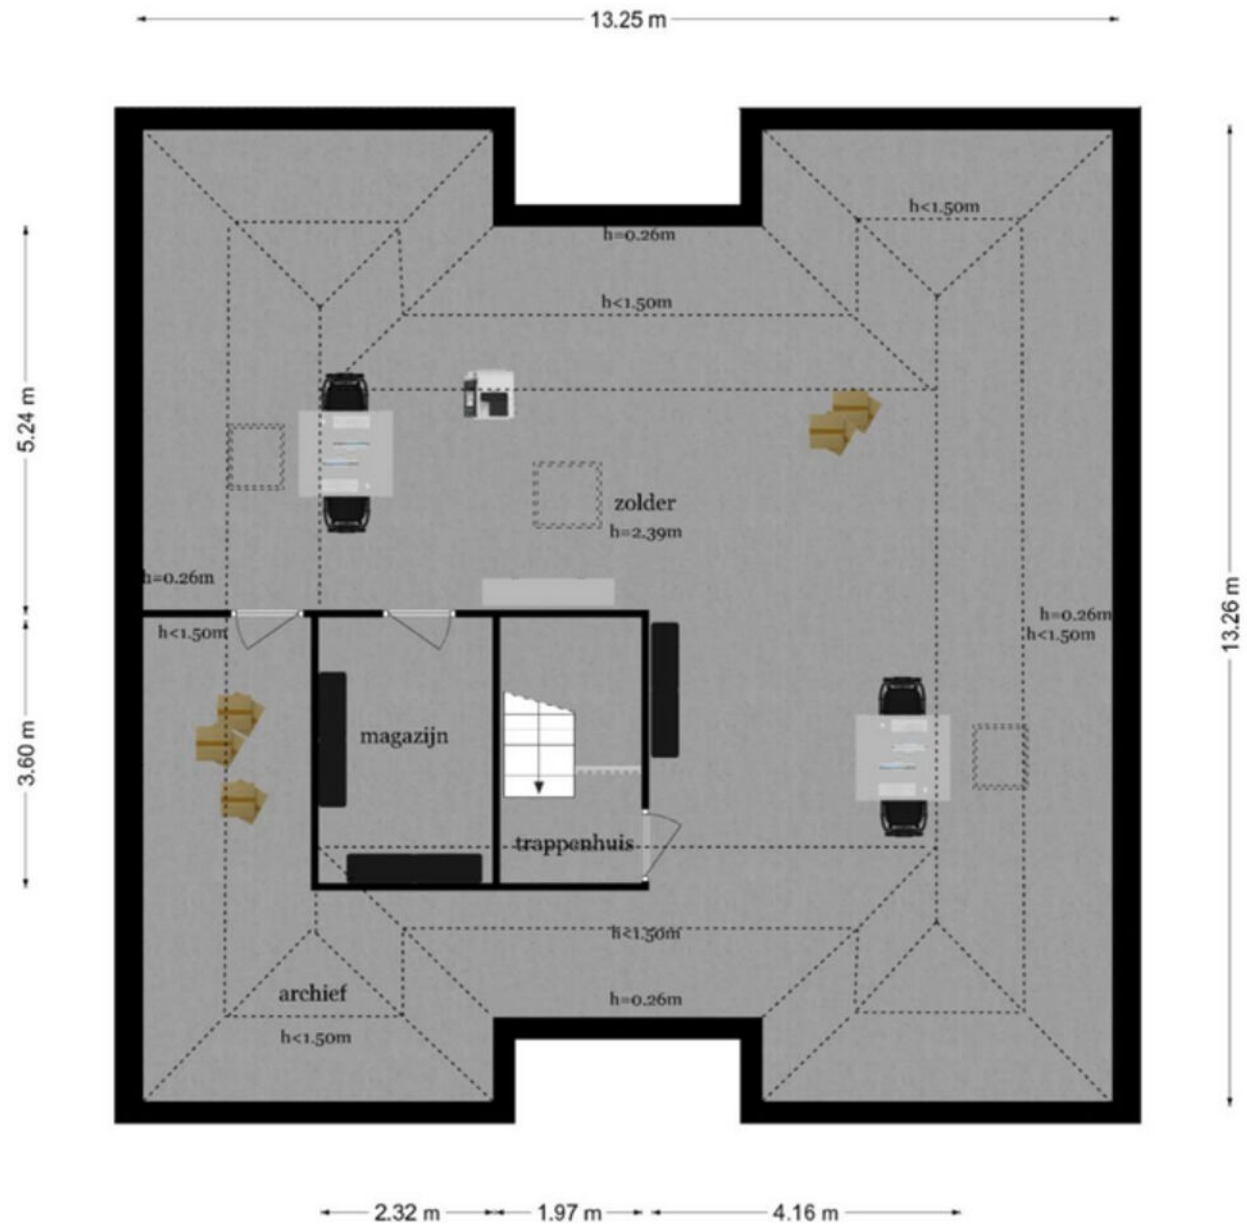 13.25 m
h<1.50m
h=0.26m
h<1.50m
5.24 m
zolder
h=2.39m
h=0.26m
h=0.26m
h<1.50m
h<1.50m
13.26 m
3.60 m
magazijn
trappenhuis
h<1.50m
archief
h=0.26m
h<1.50m
2.32 m
1.97 m
4.16 m